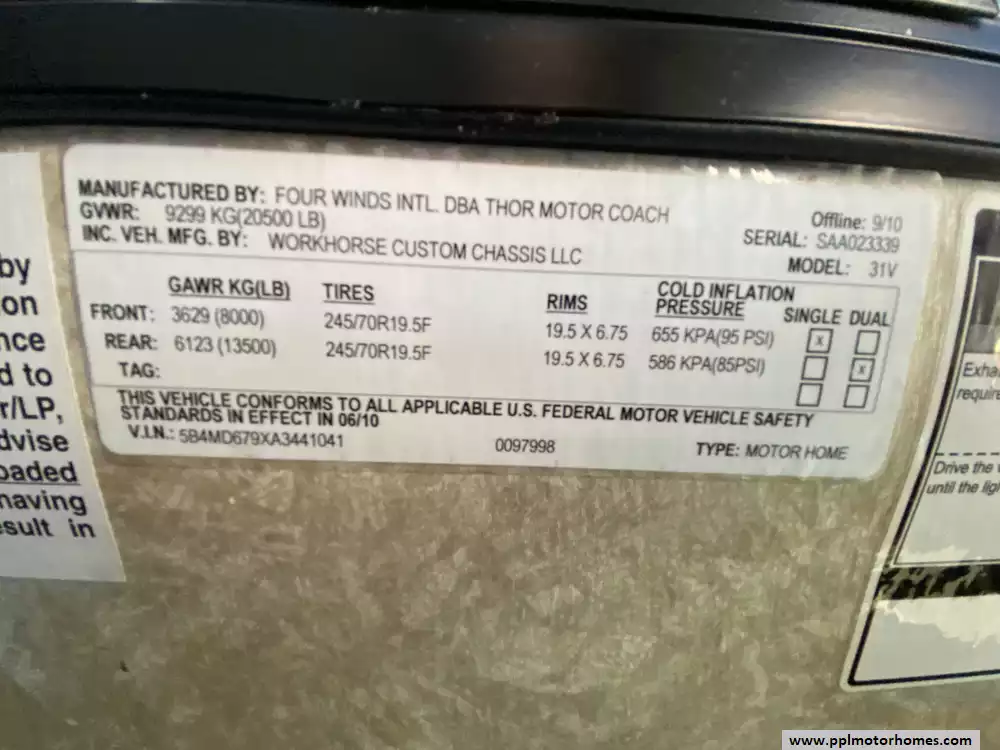 MANUFACTURED BY: FOUR WINDS INTL. DBA THOR MOTOR COACH
Offline: 9/10
GVWR: 9299 KG(20500 LB)
SERIAL: SAA023339
INC. VEH. MFG. BY: WORKHORSE CUSTOM CHASSIS LLC
MODEL: 31V
GAWR KG(LB) TIRES RIMS COLD INFLATION PRESSURE SINGLE DUAL
FRONT: 3629 (8000) 245/70R19.5F 19.5 X 6.75 655 KPA(95 PSI) X
REAR: 6123 (13500) 245/70R19.5F 19.5 X 6.75 586 KPA(85PSI) X
TAG:
THIS VEHICLE CONFORMS TO ALL APPLICABLE U.S. FEDERAL MOTOR VEHICLE SAFETY
STANDARDS IN EFFECT IN 06/10
V.I.N.: 5B4MD679XA3441041 0097998 TYPE: MOTOR HOME
by
on
nce
d to
r/LP,
dvise
oaded
having
esult in
Exha
require
Drive the
until the lig
www.pplmotorhomes.com